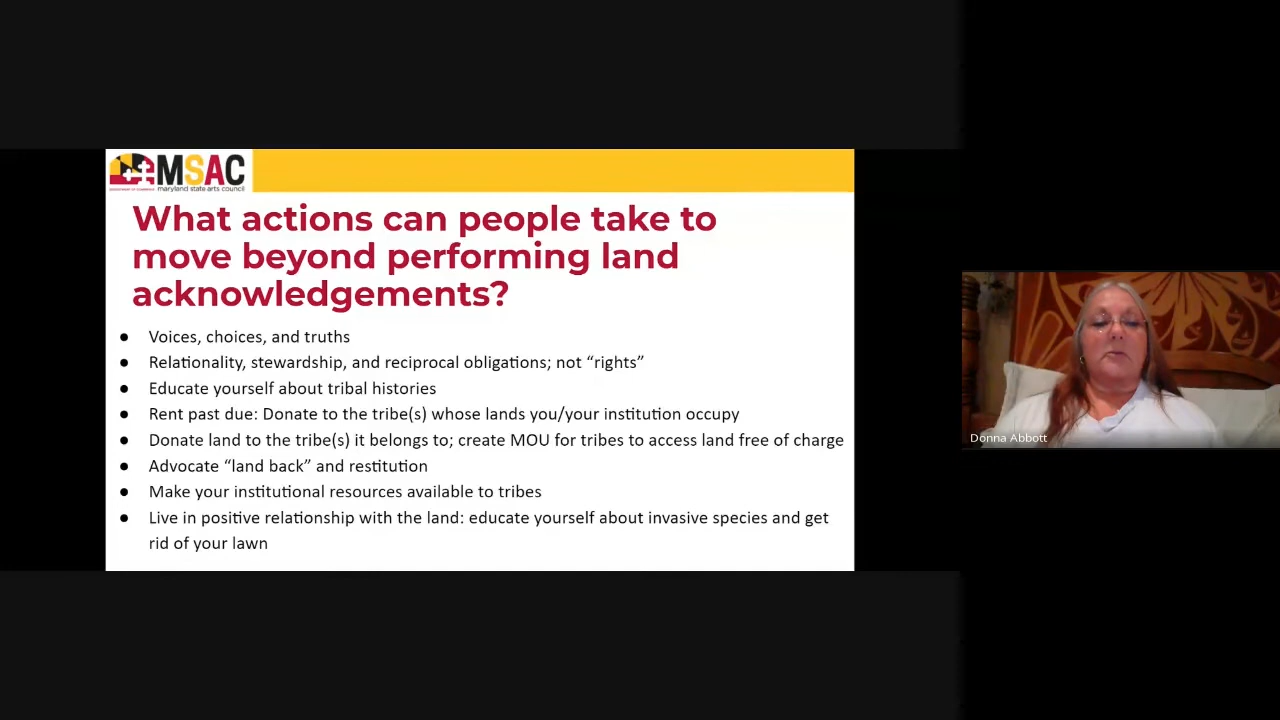 MSAC
DEPARTMENT OF COMMERCE
maryland state arts council
What actions can people take to
move beyond performing land
acknowledgements?
● Voices, choices, and truths
● Relationality, stewardship, and reciprocal obligations; not “rights”
● Educate yourself about tribal histories
● Rent past due: Donate to the tribe(s) whose lands you/your institution occupy
● Donate land to the tribe(s) it belongs to; create MOU for tribes to access land free of charge
● Advocate “land back” and restitution
● Make your institutional resources available to tribes
● Live in positive relationship with the land: educate yourself about invasive species and get
rid of your lawn
Donna Abbott